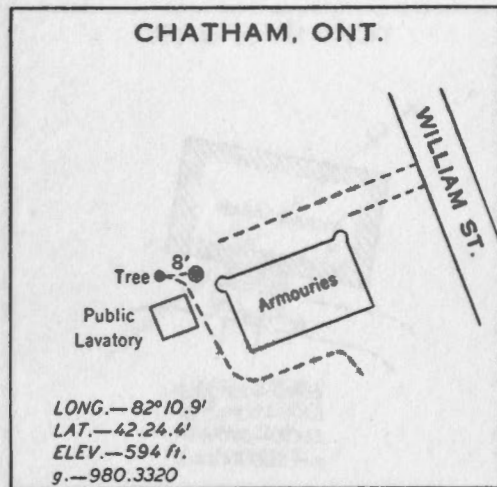 CHATHAM, ONT.
WILLIAM ST.
8'
Tree
Armouries
Public
Lavatory
LONG.—82°10.9'
LAT.—42.24.4'
ELEV.—594 ft.
g.—980.3320